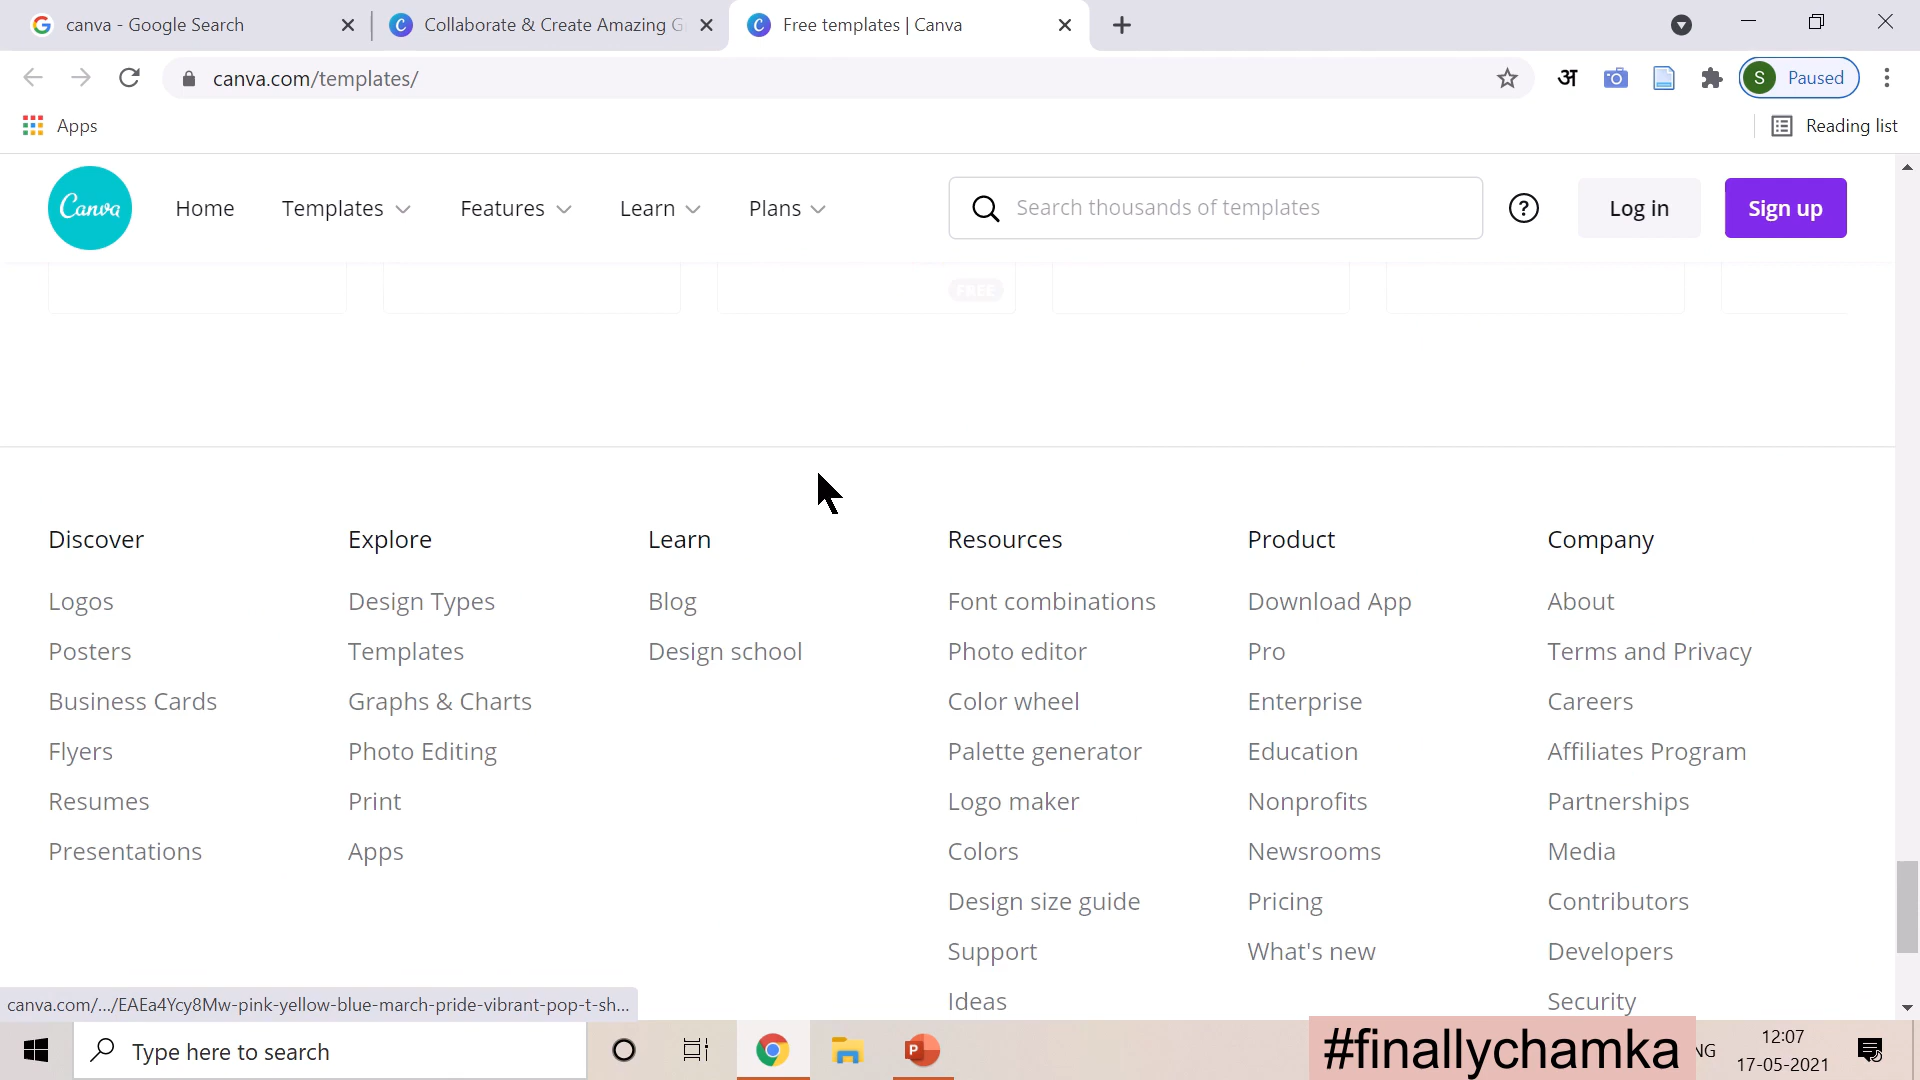 canva - Google Search
Collaborate & Create Amazing G
Free templates | Canva
canva.com/templates/
अ
S Paused
Apps
Reading list
Canva
Home
Templates
Features
Learn
Plans
Search thousands of templates
?
Log in
Sign up
FREE
Discover
Explore
Learn
Resources
Product
Company
Logos
Design Types
Blog
Font combinations
Download App
About
Posters
Templates
Design school
Photo editor
Pro
Terms and Privacy
Business Cards
Graphs & Charts
Color wheel
Enterprise
Careers
Flyers
Photo Editing
Palette generator
Education
Affiliates Program
Resumes
Print
Logo maker
Nonprofits
Partnerships
Presentations
Apps
Colors
Newsrooms
Media
Design size guide
Pricing
Contributors
Support
What's new
Developers
Ideas
Security
canva.com/.../EAEa4Ycy8Mw-pink-yellow-blue-march-pride-vibrant-pop-t-sh...
Type here to search
#finallychamka
NG
12:07
17-05-2021